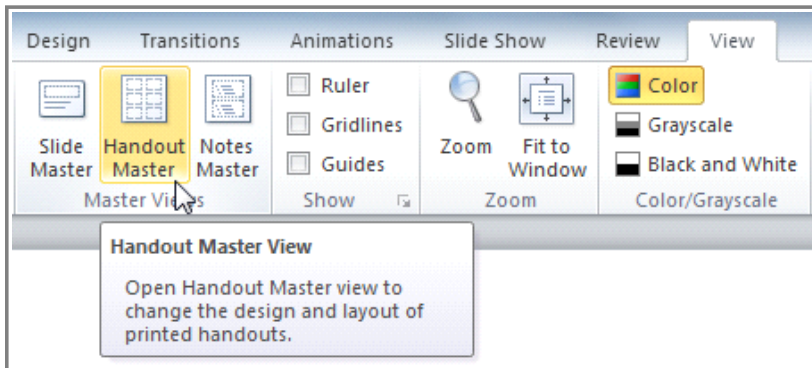 Design Transitions Animations Slide Show Review View
Slide Master
Handout Master
Notes Master
Master Views
Ruler
Gridlines
Guides
Show
Zoom
Fit to Window
Zoom
Color
Grayscale
Black and White
Color/Grayscale
Handout Master View
Open Handout Master view to
change the design and layout of
printed handouts.